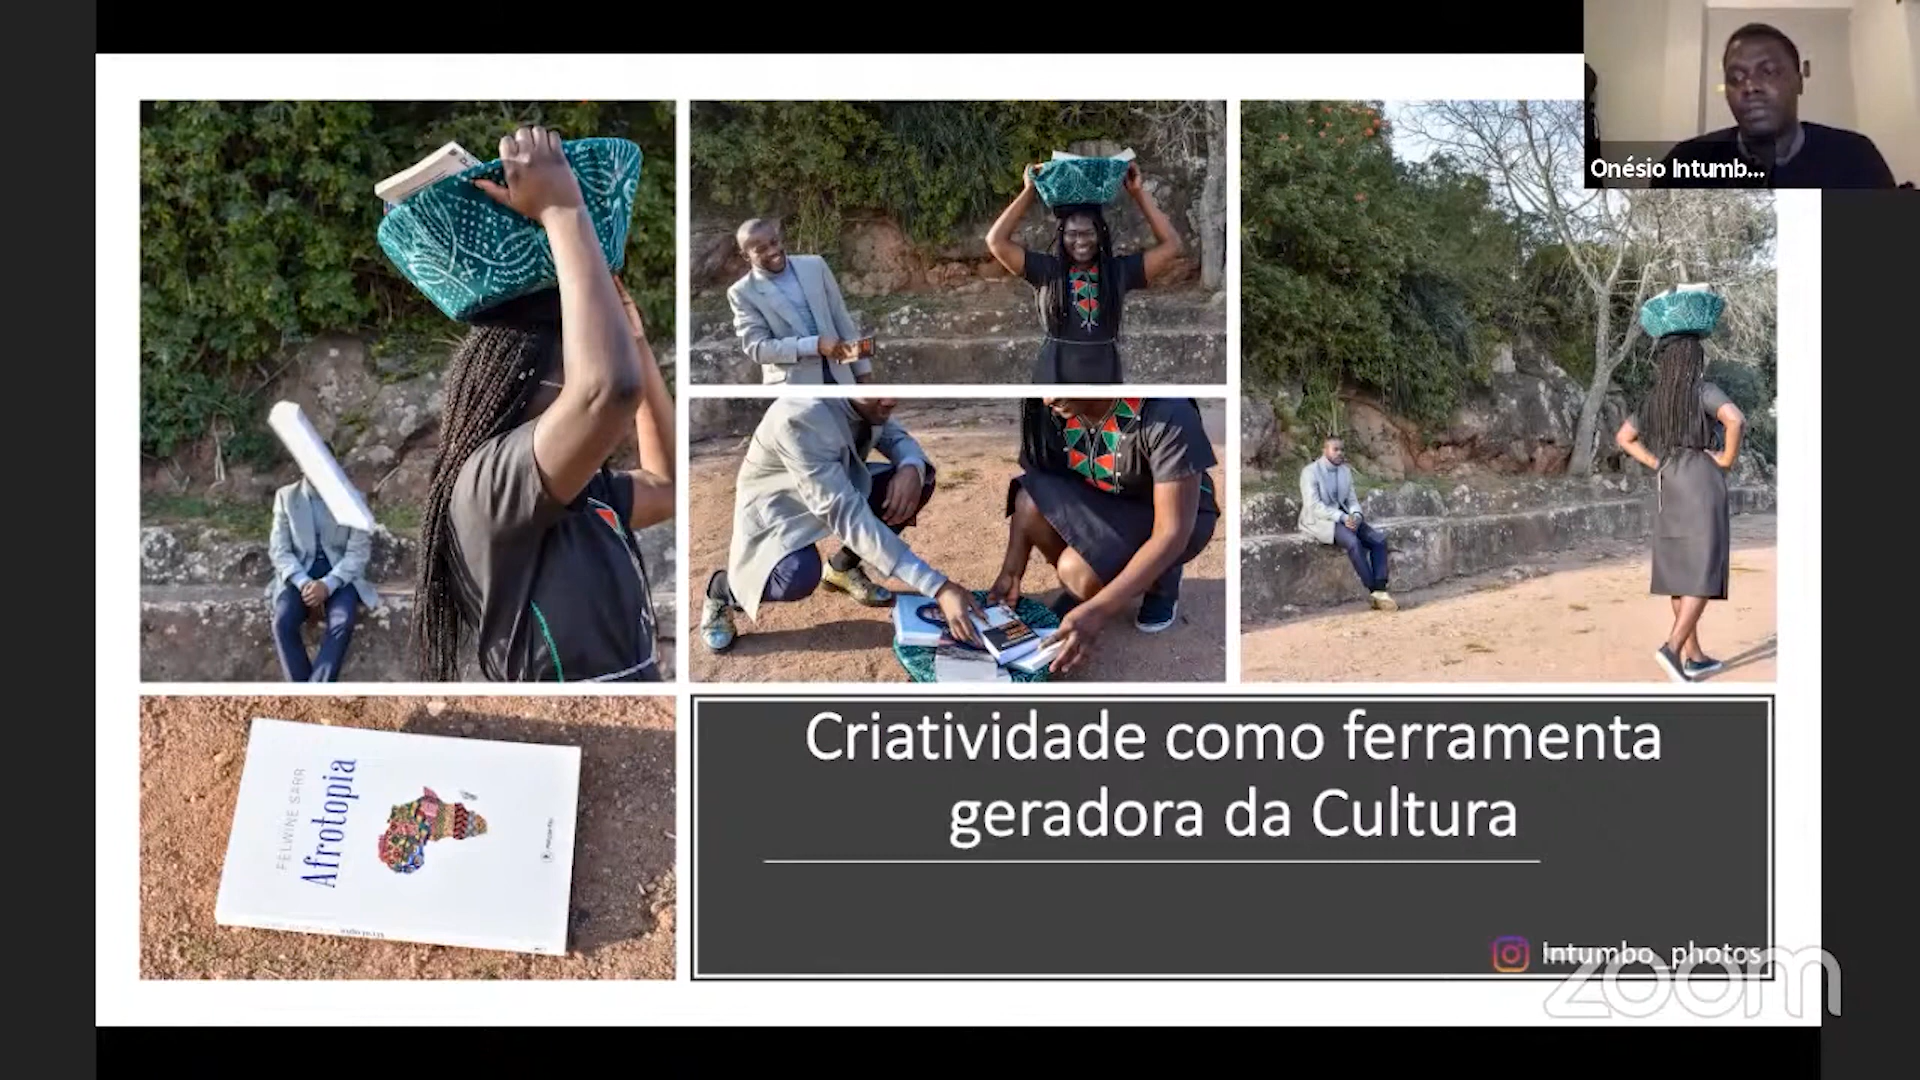 Onésio Intumb...
FELWINE SARR
Afrotopia
Criatividade como ferramenta
geradora da Cultura
Intumbo_photos
zoom